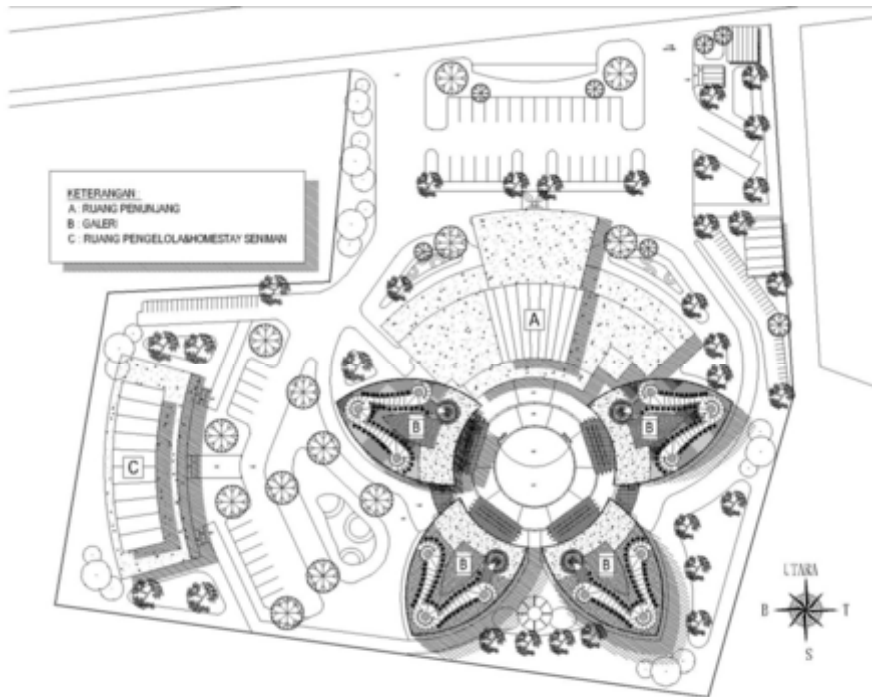 KETERANGAN :
A : RUANG PENUNJANG
B : GALERI
C : RUANG PENGELOLA&HOMESTAY SENIMAN
A
B
B
C
B
B
UTARA
B
T
S